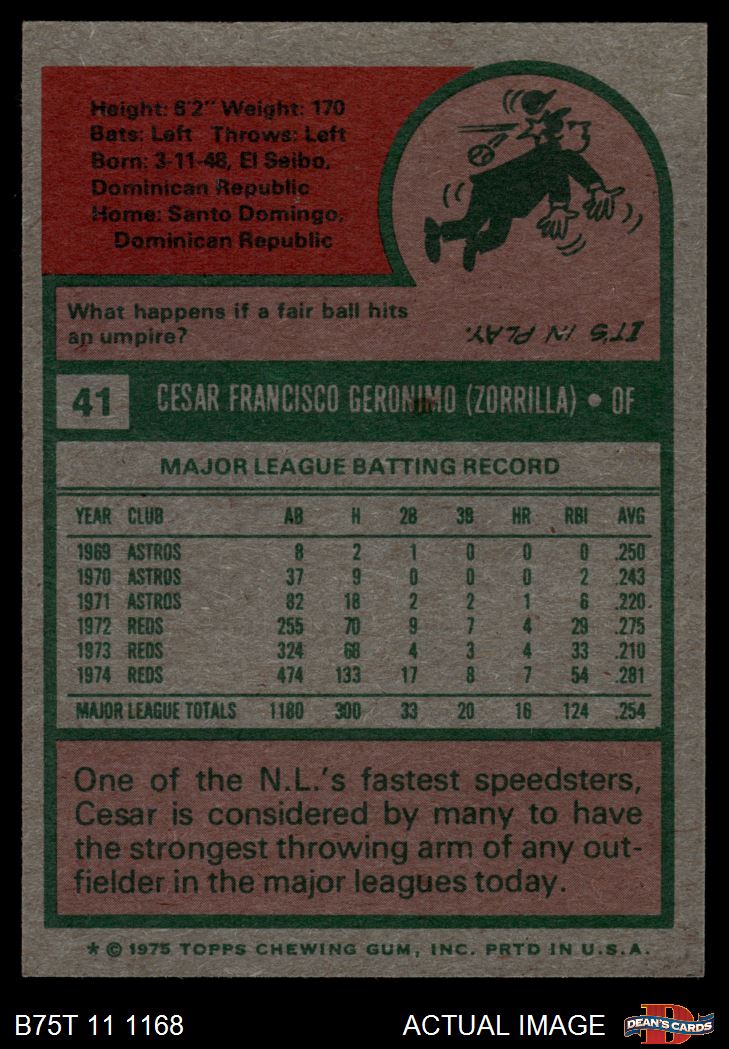 Height: 6'2" Weight: 170
Bats: Left Throws: Left
Born: 3-11-48, El Seibo,
Dominican Republic
Home: Santo Domingo,
Dominican Republic
What happens if a fair ball hits
an umpire?
IT'S IN PLAY.
41 CESAR FRANCISCO GERONIMO (ZORRILLA) • OF
MAJOR LEAGUE BATTING RECORD
YEAR CLUB AB H 2B 3B HR RBI AVG
1969 ASTROS 8 2 1 0 0 0 .250
1970 ASTROS 37 9 0 0 0 2 .243
1971 ASTROS 82 18 2 2 1 6 .220
1972 REDS 255 70 9 7 4 29 .275
1973 REDS 324 68 4 3 4 33 .210
1974 REDS 474 133 17 8 7 54 .281
MAJOR LEAGUE TOTALS 1180 300 33 20 16 124 .254
One of the N.L.'s fastest speedsters,
Cesar is considered by many to have
the strongest throwing arm of any out-
fielder in the major leagues today.
* © 1975 TOPPS CHEWING GUM, INC. PRTD IN U.S.A.
B75T 11 1168 ACTUAL IMAGE
D
DEAN'S CARDS